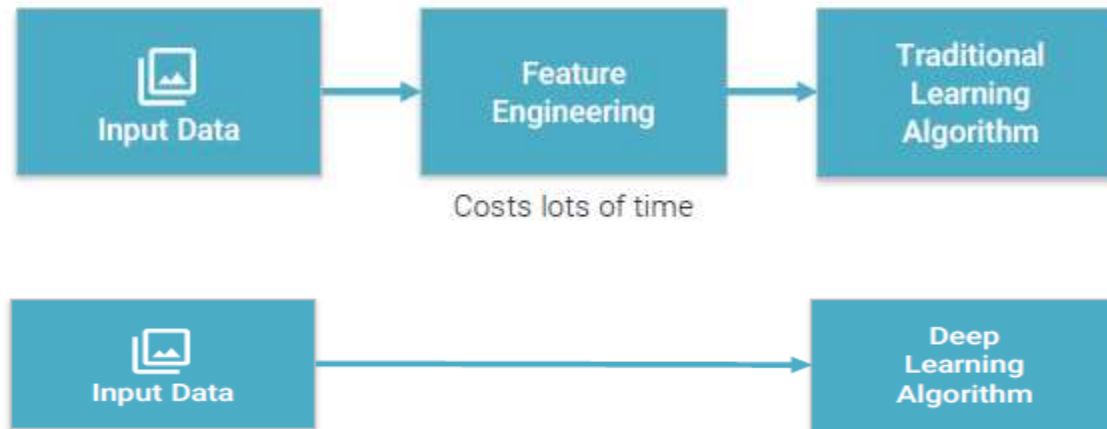 Input Data
Feature
Engineering
Traditional
Learning
Algorithm
Costs lots of time
Input Data
Deep
Learning
Algorithm